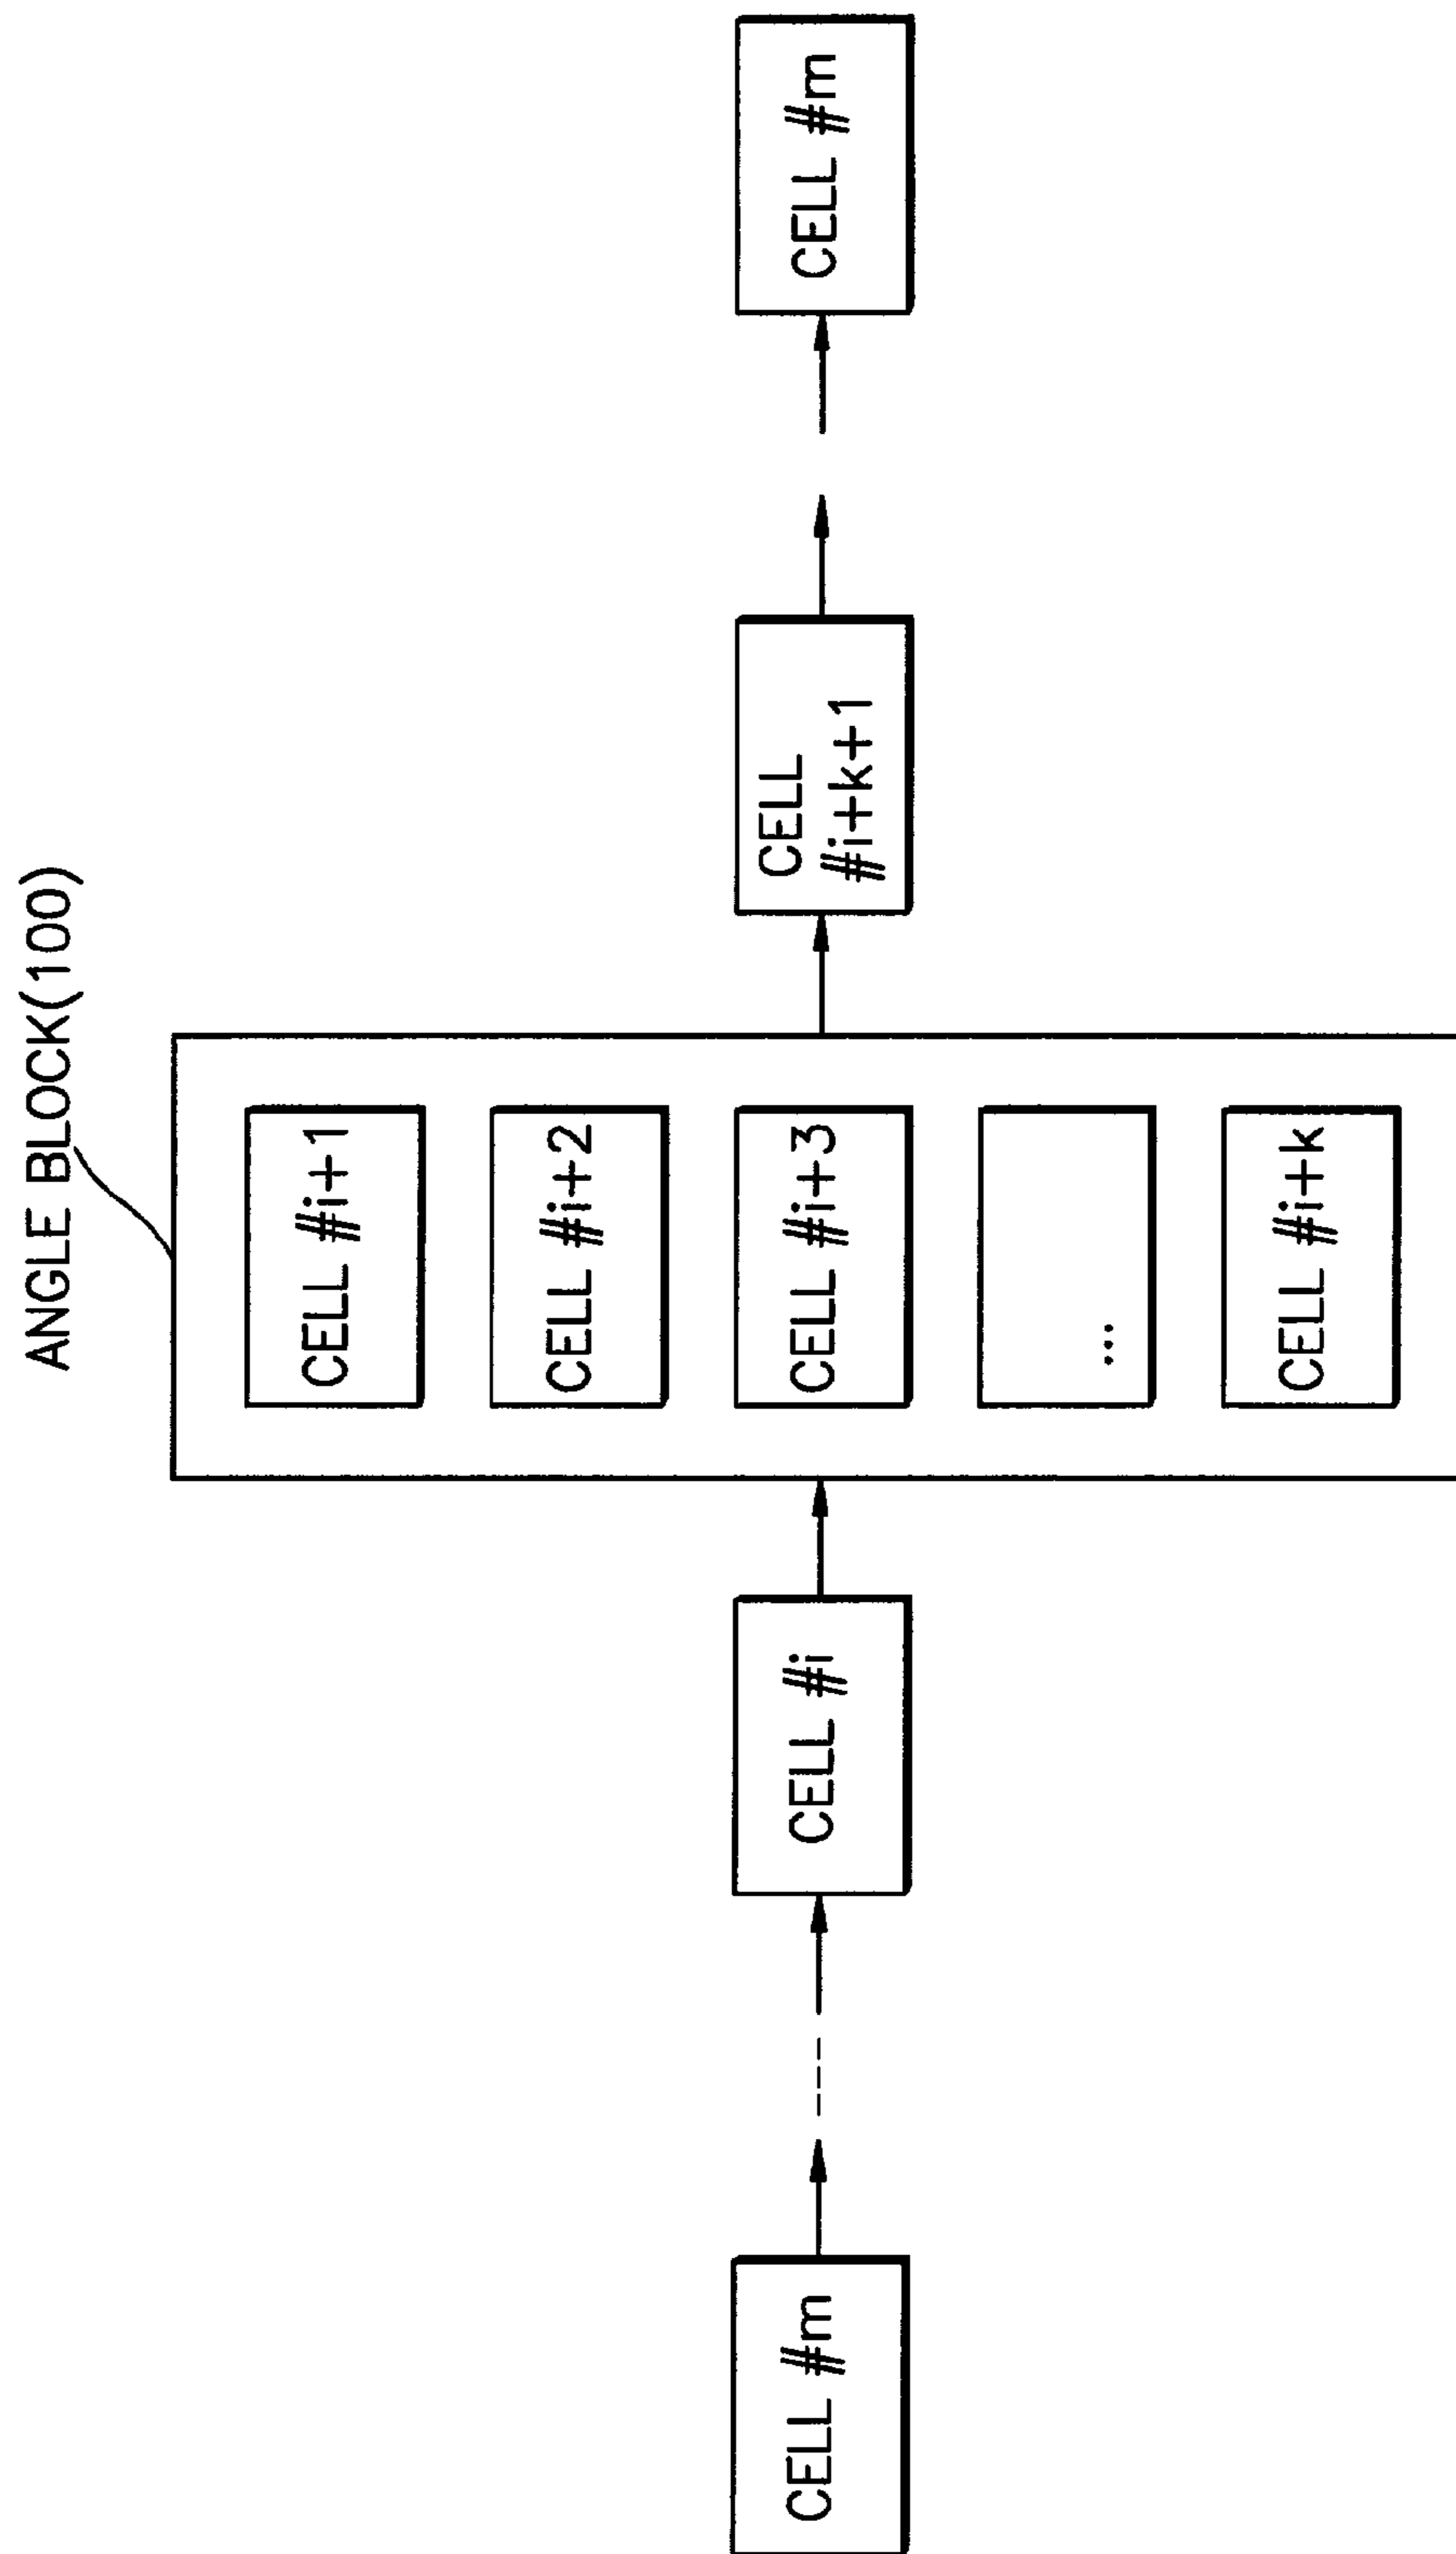 ANGLE BLOCK(100)
CELL #m
CELL #i
CELL #i+1
CELL #i+2
CELL #i+3
...
CELL #i+k
CELL
#i+k+1
CELL #m